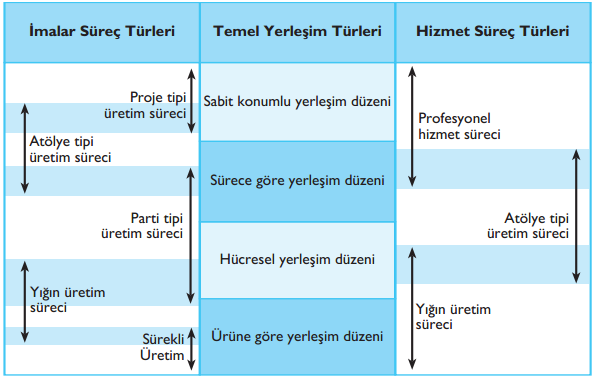 İmalar Süreç Türleri
Temel Yerleşim Türleri
Hizmet Süreç Türleri
Proje tipi
üretim süreci
Atölye tipi
üretim süreci
Parti tipi
üretim süreci
Yığın üretim
süreci
Sürekli
Üretim
Sabit konumlu yerleşim düzeni
Sürece göre yerleşim düzeni
Hücresel yerleşim düzeni
Ürüne göre yerleşim düzeni
Profesyonel
hizmet süreci
Atölye tipi
üretim süreci
Yığın üretim
süreci